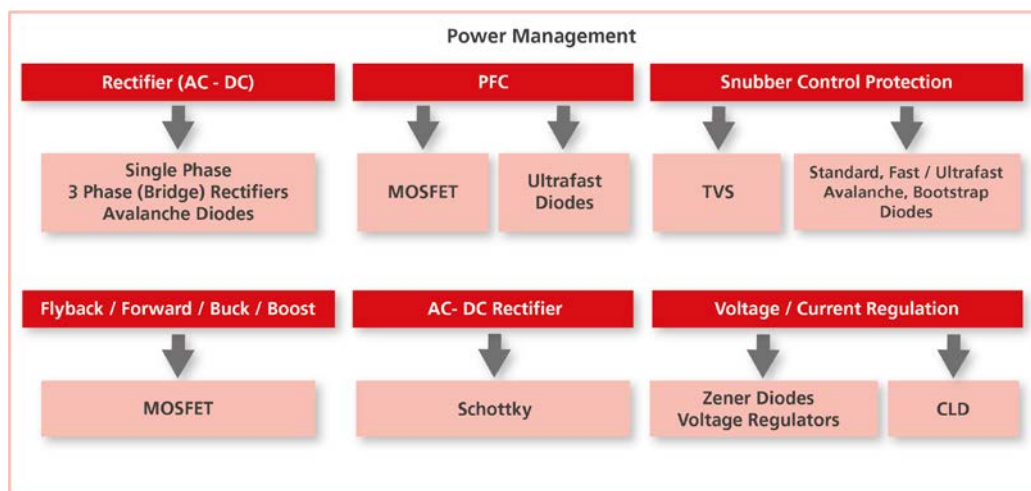 Power Management
Rectifier (AC - DC)
PFC
Snubber Control Protection
Single Phase
3 Phase (Bridge) Rectifiers
Avalanche Diodes
MOSFET
Ultrafast
Diodes
TVS
Standard, Fast / Ultrafast
Avalanche, Bootstrap
Diodes
Flyback / Forward / Buck / Boost
AC- DC Rectifier
Voltage / Current Regulation
MOSFET
Schottky
Zener Diodes
Voltage Regulators
CLD